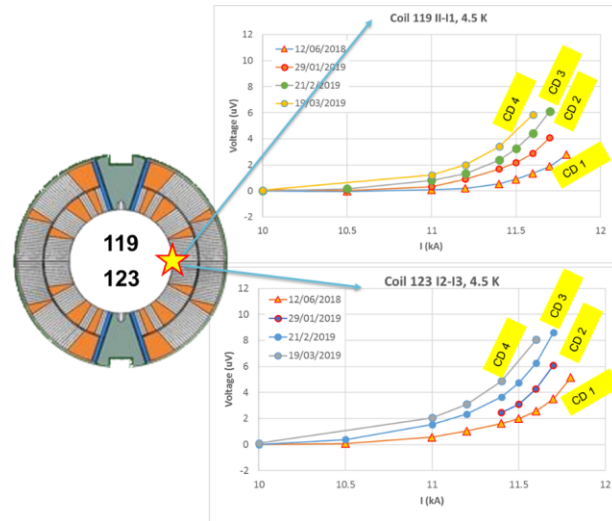 119
123
Coil 119 II-I1, 4.5 K
12/06/2018
29/01/2019
21/2/2019
19/03/2019
CD 4
CD 3
CD 2
CD 1
Voltage (uV)
12
10
8
6
4
2
0
-2
10
10.5
11
11.5
12
I (kA)
Coil 123 I2-I3, 4.5 K
12/06/2018
29/01/2019
21/2/2019
19/03/2019
CD 4
CD 3
CD 2
CD 1
Voltage (uV)
12
10
8
6
4
2
0
-2
10
10.5
11
11.5
12
I (kA)